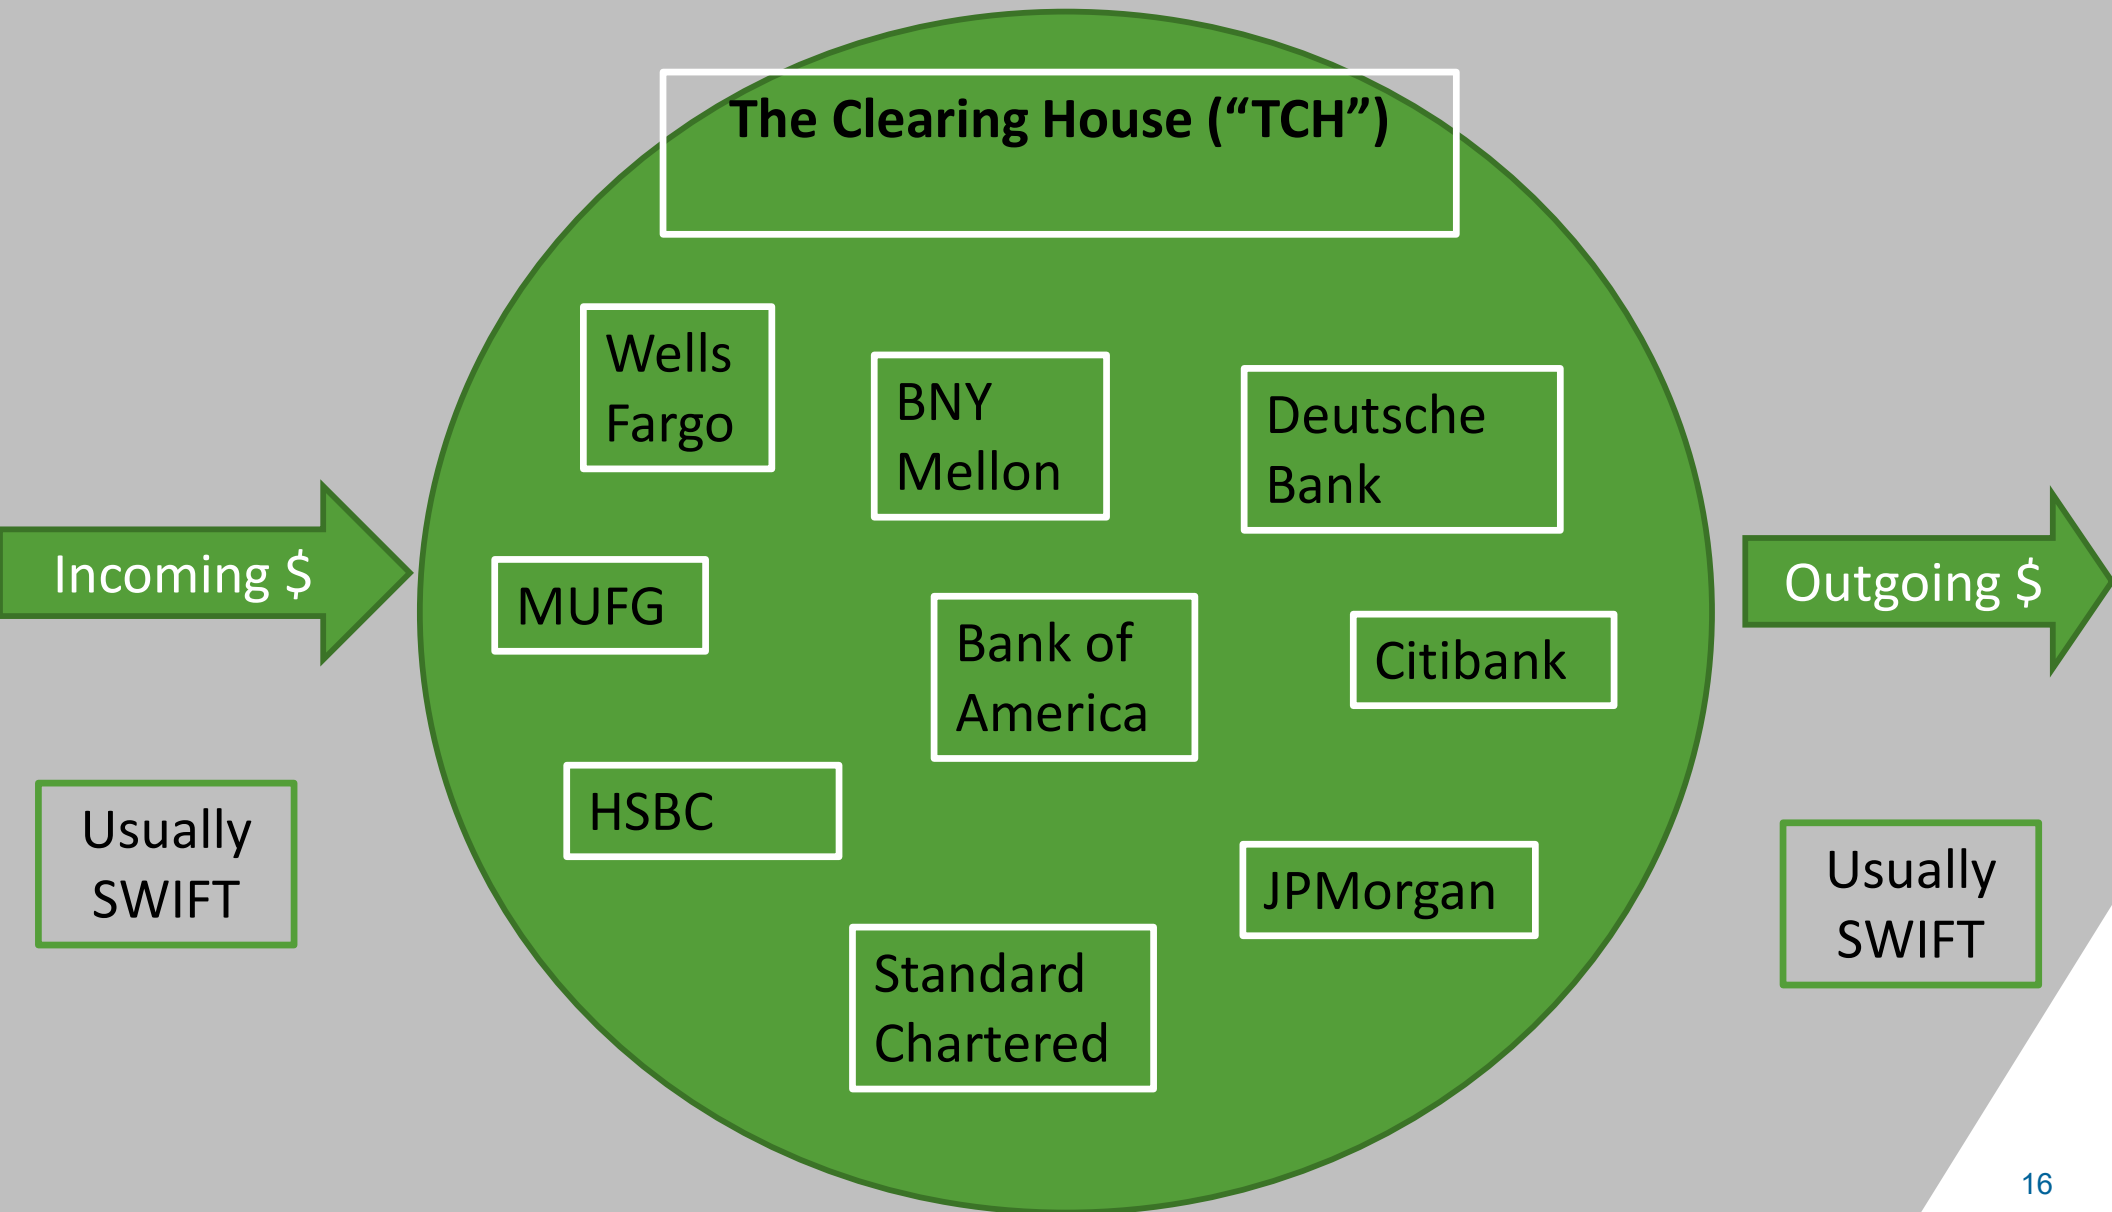 The Clearing House (“TCH”)
Wells
Fargo
BNY
Mellon
Deutsche
Bank
Incoming $
MUFG
Bank of
America
Citibank
Outgoing $
HSBC
JPMorgan
Standard
Chartered
Usually
SWIFT
Usually
SWIFT
16